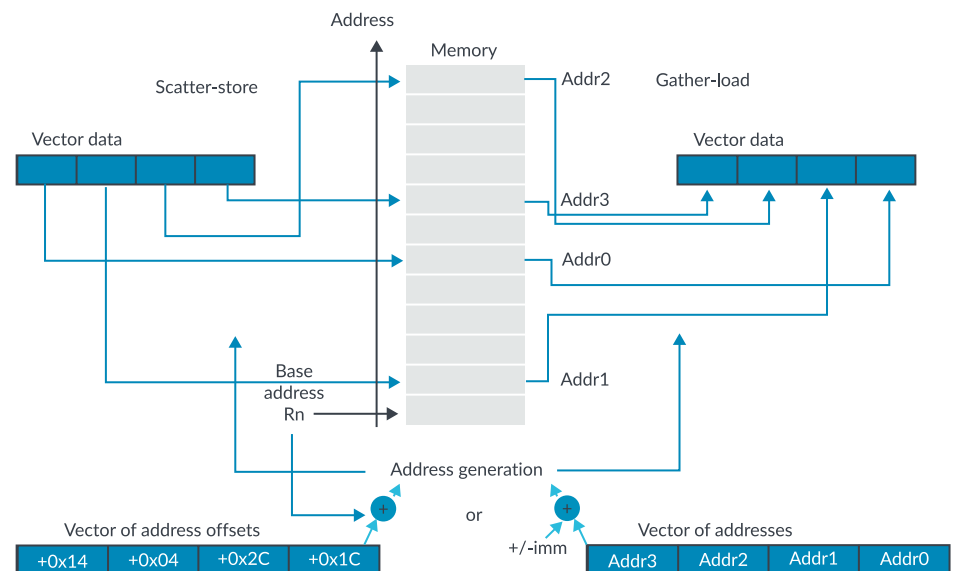 Address
Memory
Scatter-store
Addr2
Gather-load
Vector data
Vector data
Addr3
Addr0
Base
address
Rn
Addr1
Address generation
+
or
+
+/-imm
Vector of address offsets
Vector of addresses
+0x14 +0x04 +0x2C +0x1C
Addr3 Addr2 Addr1 Addr0